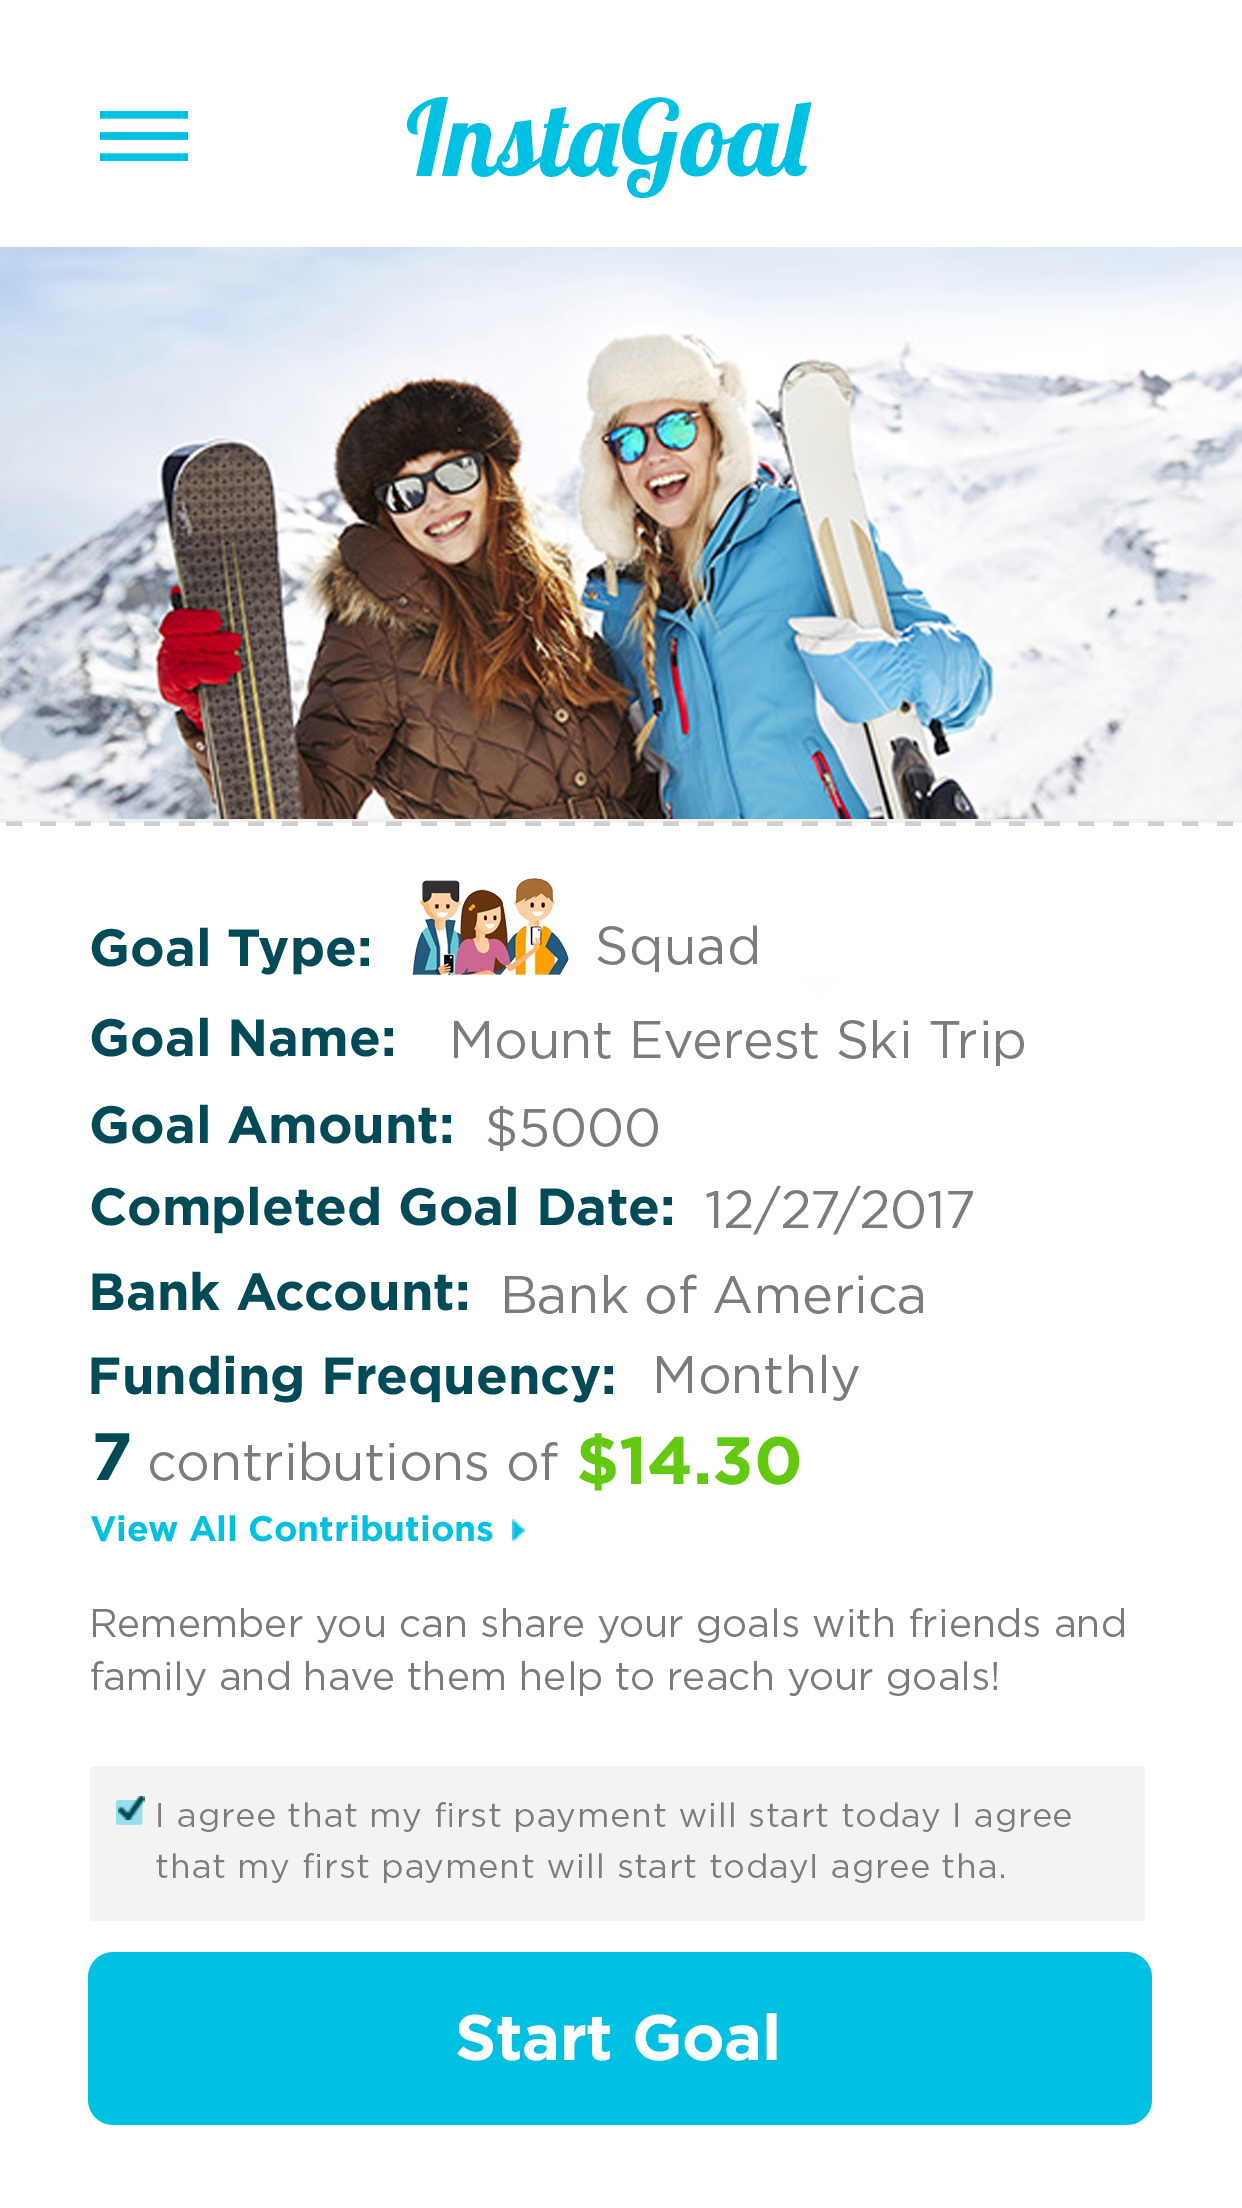 InstaGoal
Goal Type: Squad
Goal Name: Mount Everest Ski Trip
Goal Amount: $5000
Completed Goal Date: 12/27/2017
Bank Account: Bank of America
Funding Frequency: Monthly
7 contributions of $14.30
View All Contributions
Remember you can share your goals with friends and
family and have them help to reach your goals!
I agree that my first payment will start today I agree
that my first payment will start todayI agree tha.
Start Goal